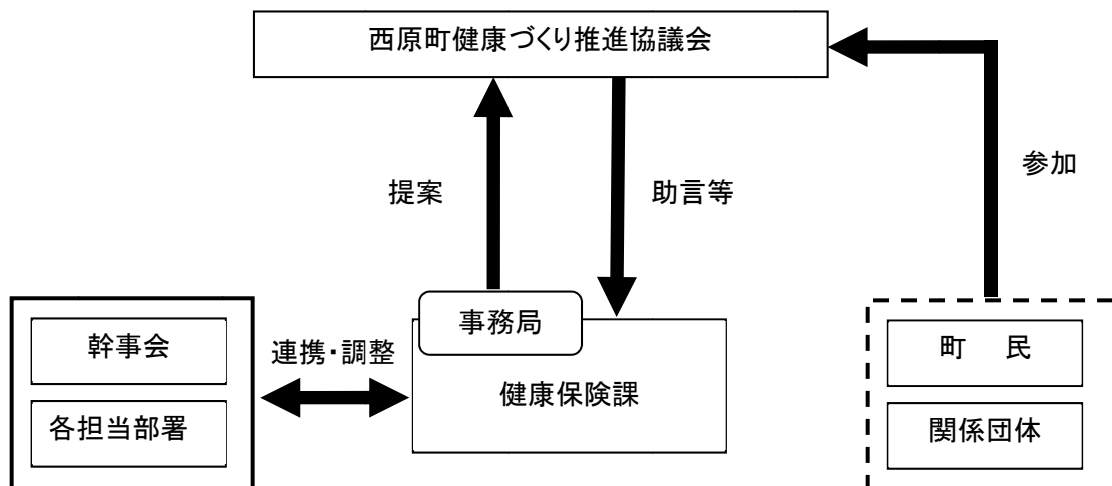 西原町健康づくり推進協議会
提案
助言等
参加
事務局
幹事会
連携・調整
健康保険課
各担当部署
町　民
関係団体